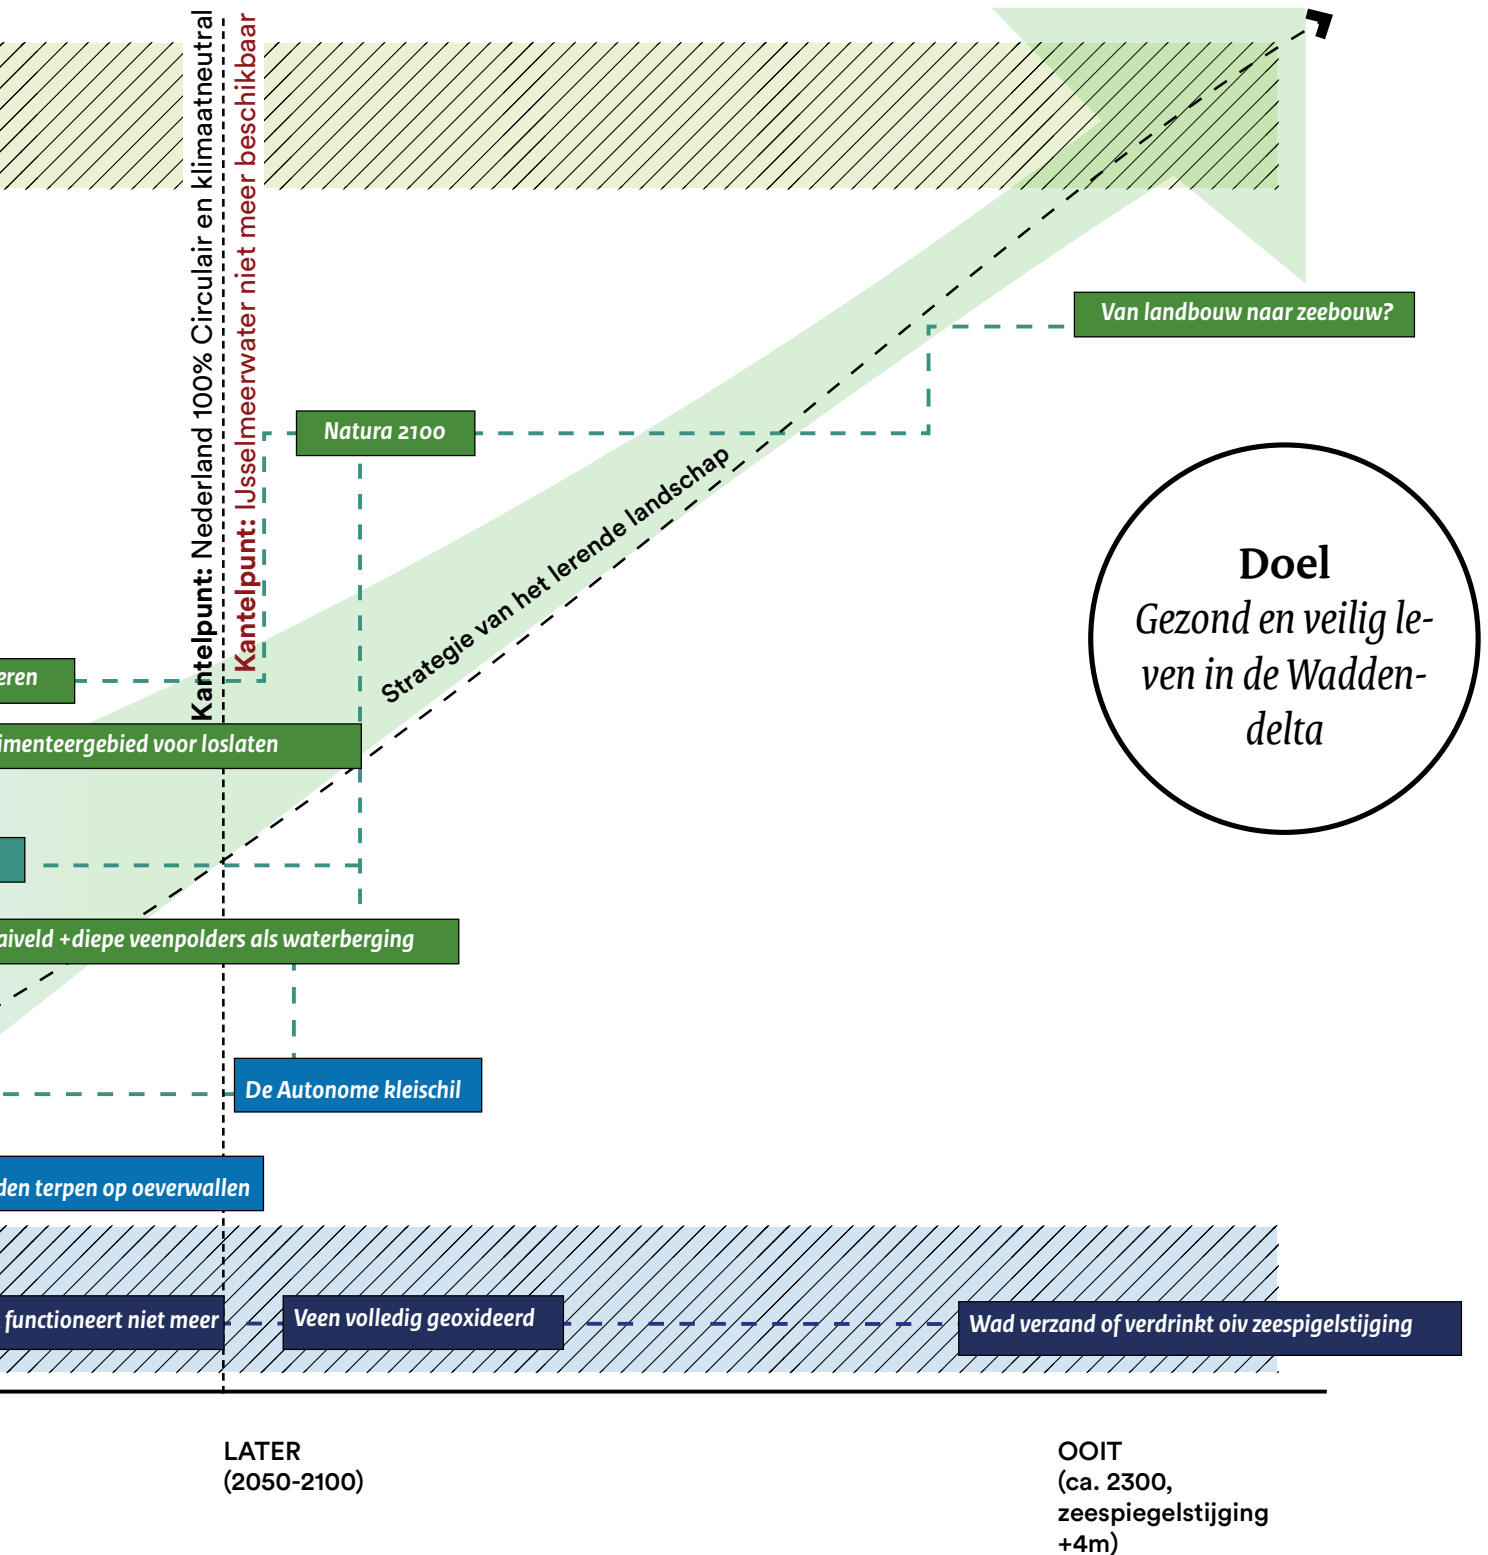 Kantelpunt: Nederland 100% Circulair en klimaatneutral
Kantelpunt: IJsselmeerwater niet meer beschikbaar
Van landbouw naar zeebouw?
Natura 2100
Strategie van het lerende landschap
Doel
Gezond en veilig le-
ven in de Wadden-
delta
eren
imenteergebied voor loslaten
aiveld +diepe veenpolders als waterberging
De Autonome kleischil
den terpen op oeverwallen
functioneert niet meer
Veen volledig geoxideerd
Wad verzand of verdrinkt oiv zeespigelstijging
LATER
(2050-2100)
OOIT
(ca. 2300,
zeespiegelstijging
+4m)